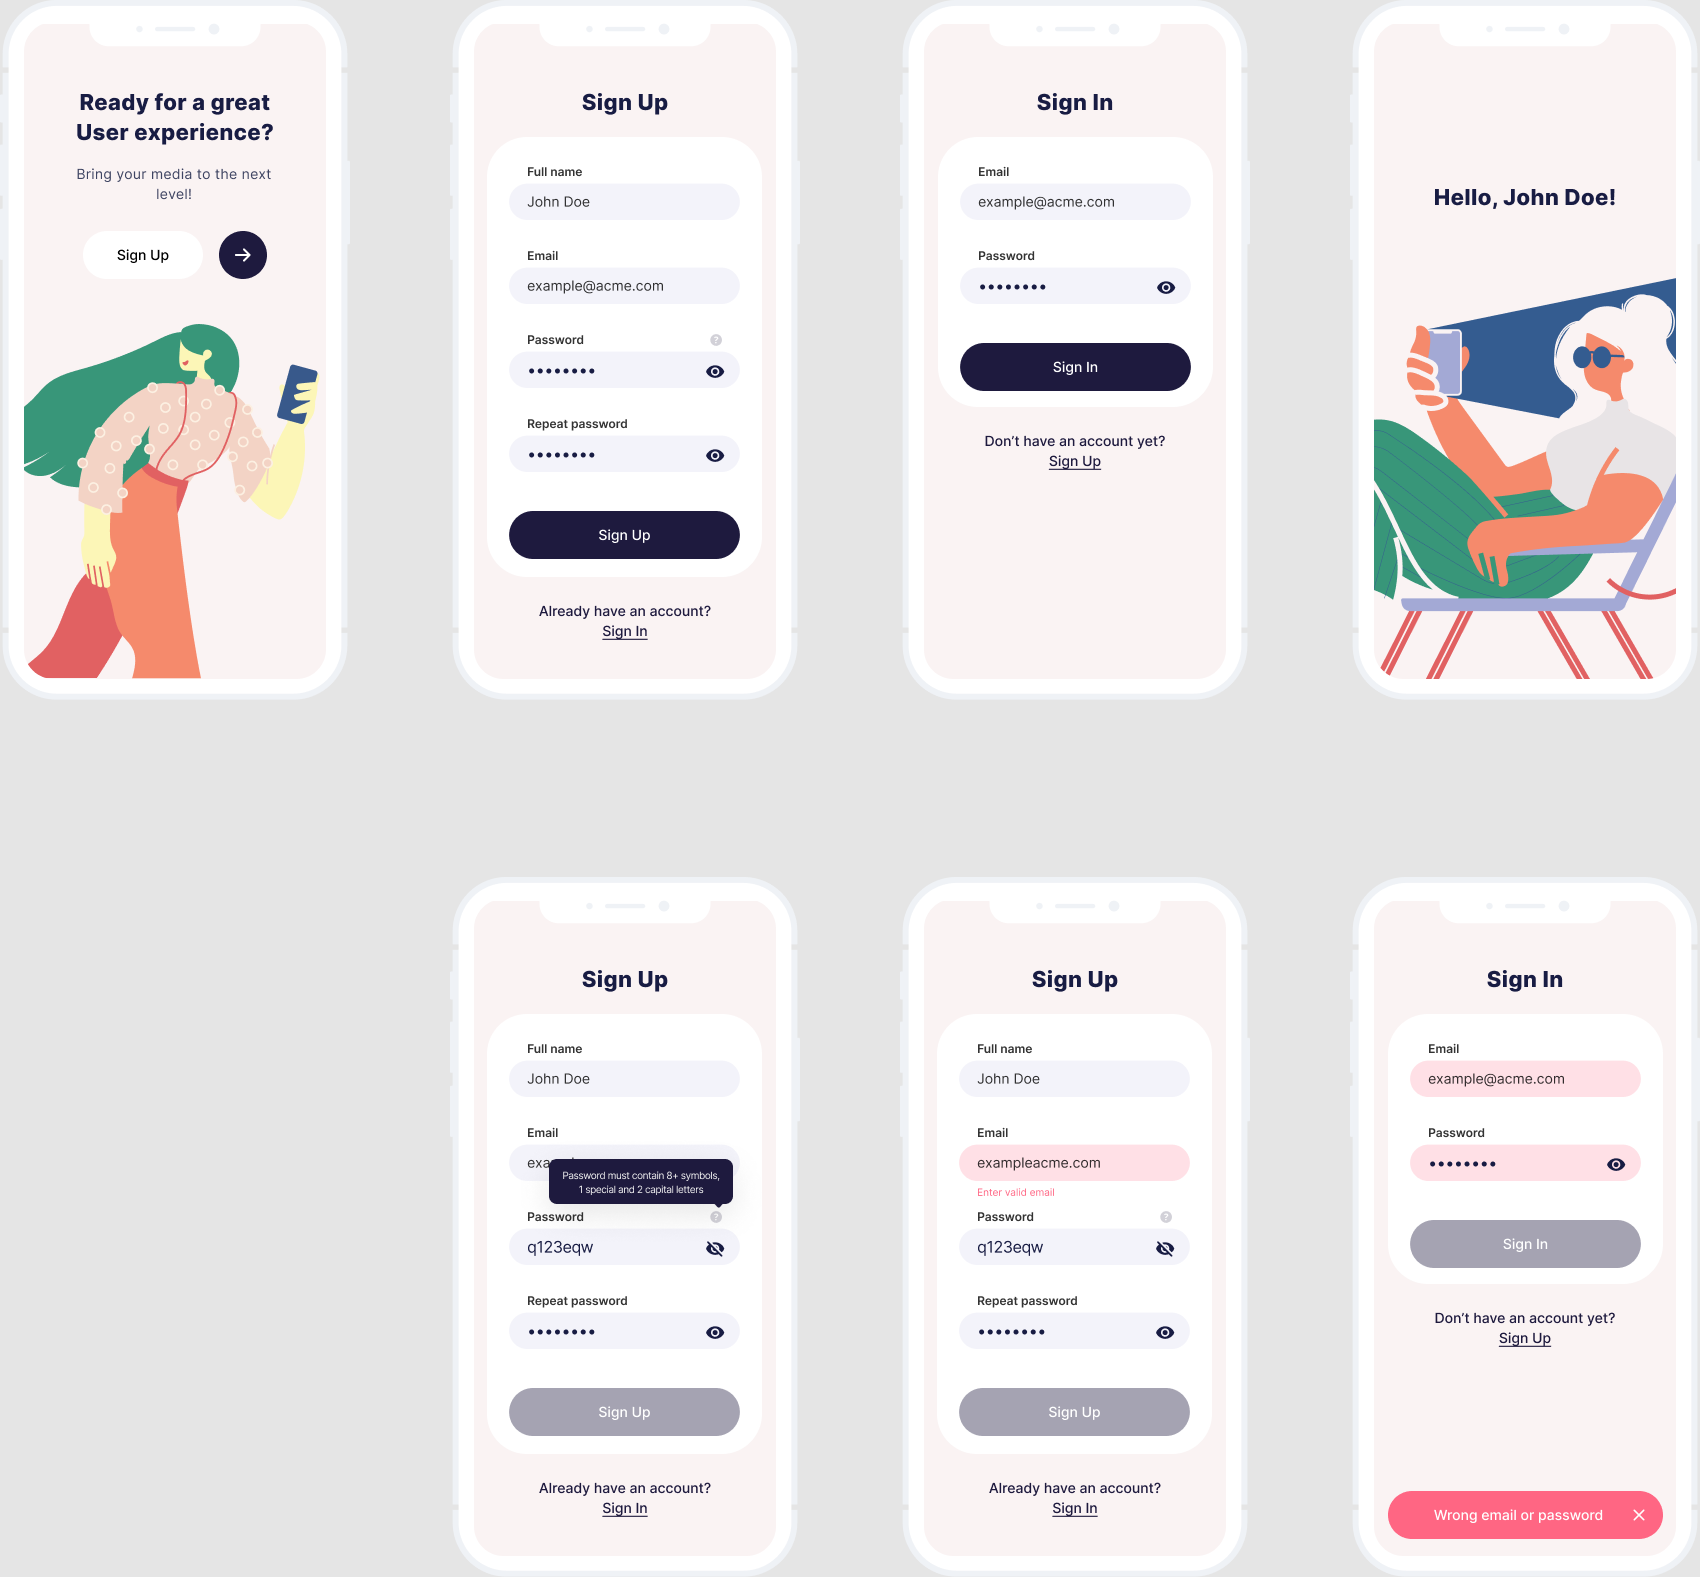 Ready for a great
User experience?
Bring your media to the next
level!
Sign Up
Sign Up
Full name
John Doe
Email
example@acme.com
Password
?
••••••••
Repeat password
••••••••
Sign Up
Already have an account?
Sign In
Sign In
Email
example@acme.com
Password
••••••••
Sign In
Don’t have an account yet?
Sign Up
Hello, John Doe!
Sign Up
Full name
John Doe
Email
Password must contain 8+ symbols,
1 special and 2 capital letters
Password
?
q123eqw
Repeat password
••••••••
Sign Up
Already have an account?
Sign In
Sign Up
Full name
John Doe
Email
exampleacme.com
Enter valid email
Password
?
q123eqw
Repeat password
••••••••
Sign Up
Already have an account?
Sign In
Sign In
Email
example@acme.com
Password
••••••••
Sign In
Don’t have an account yet?
Sign Up
Wrong email or password